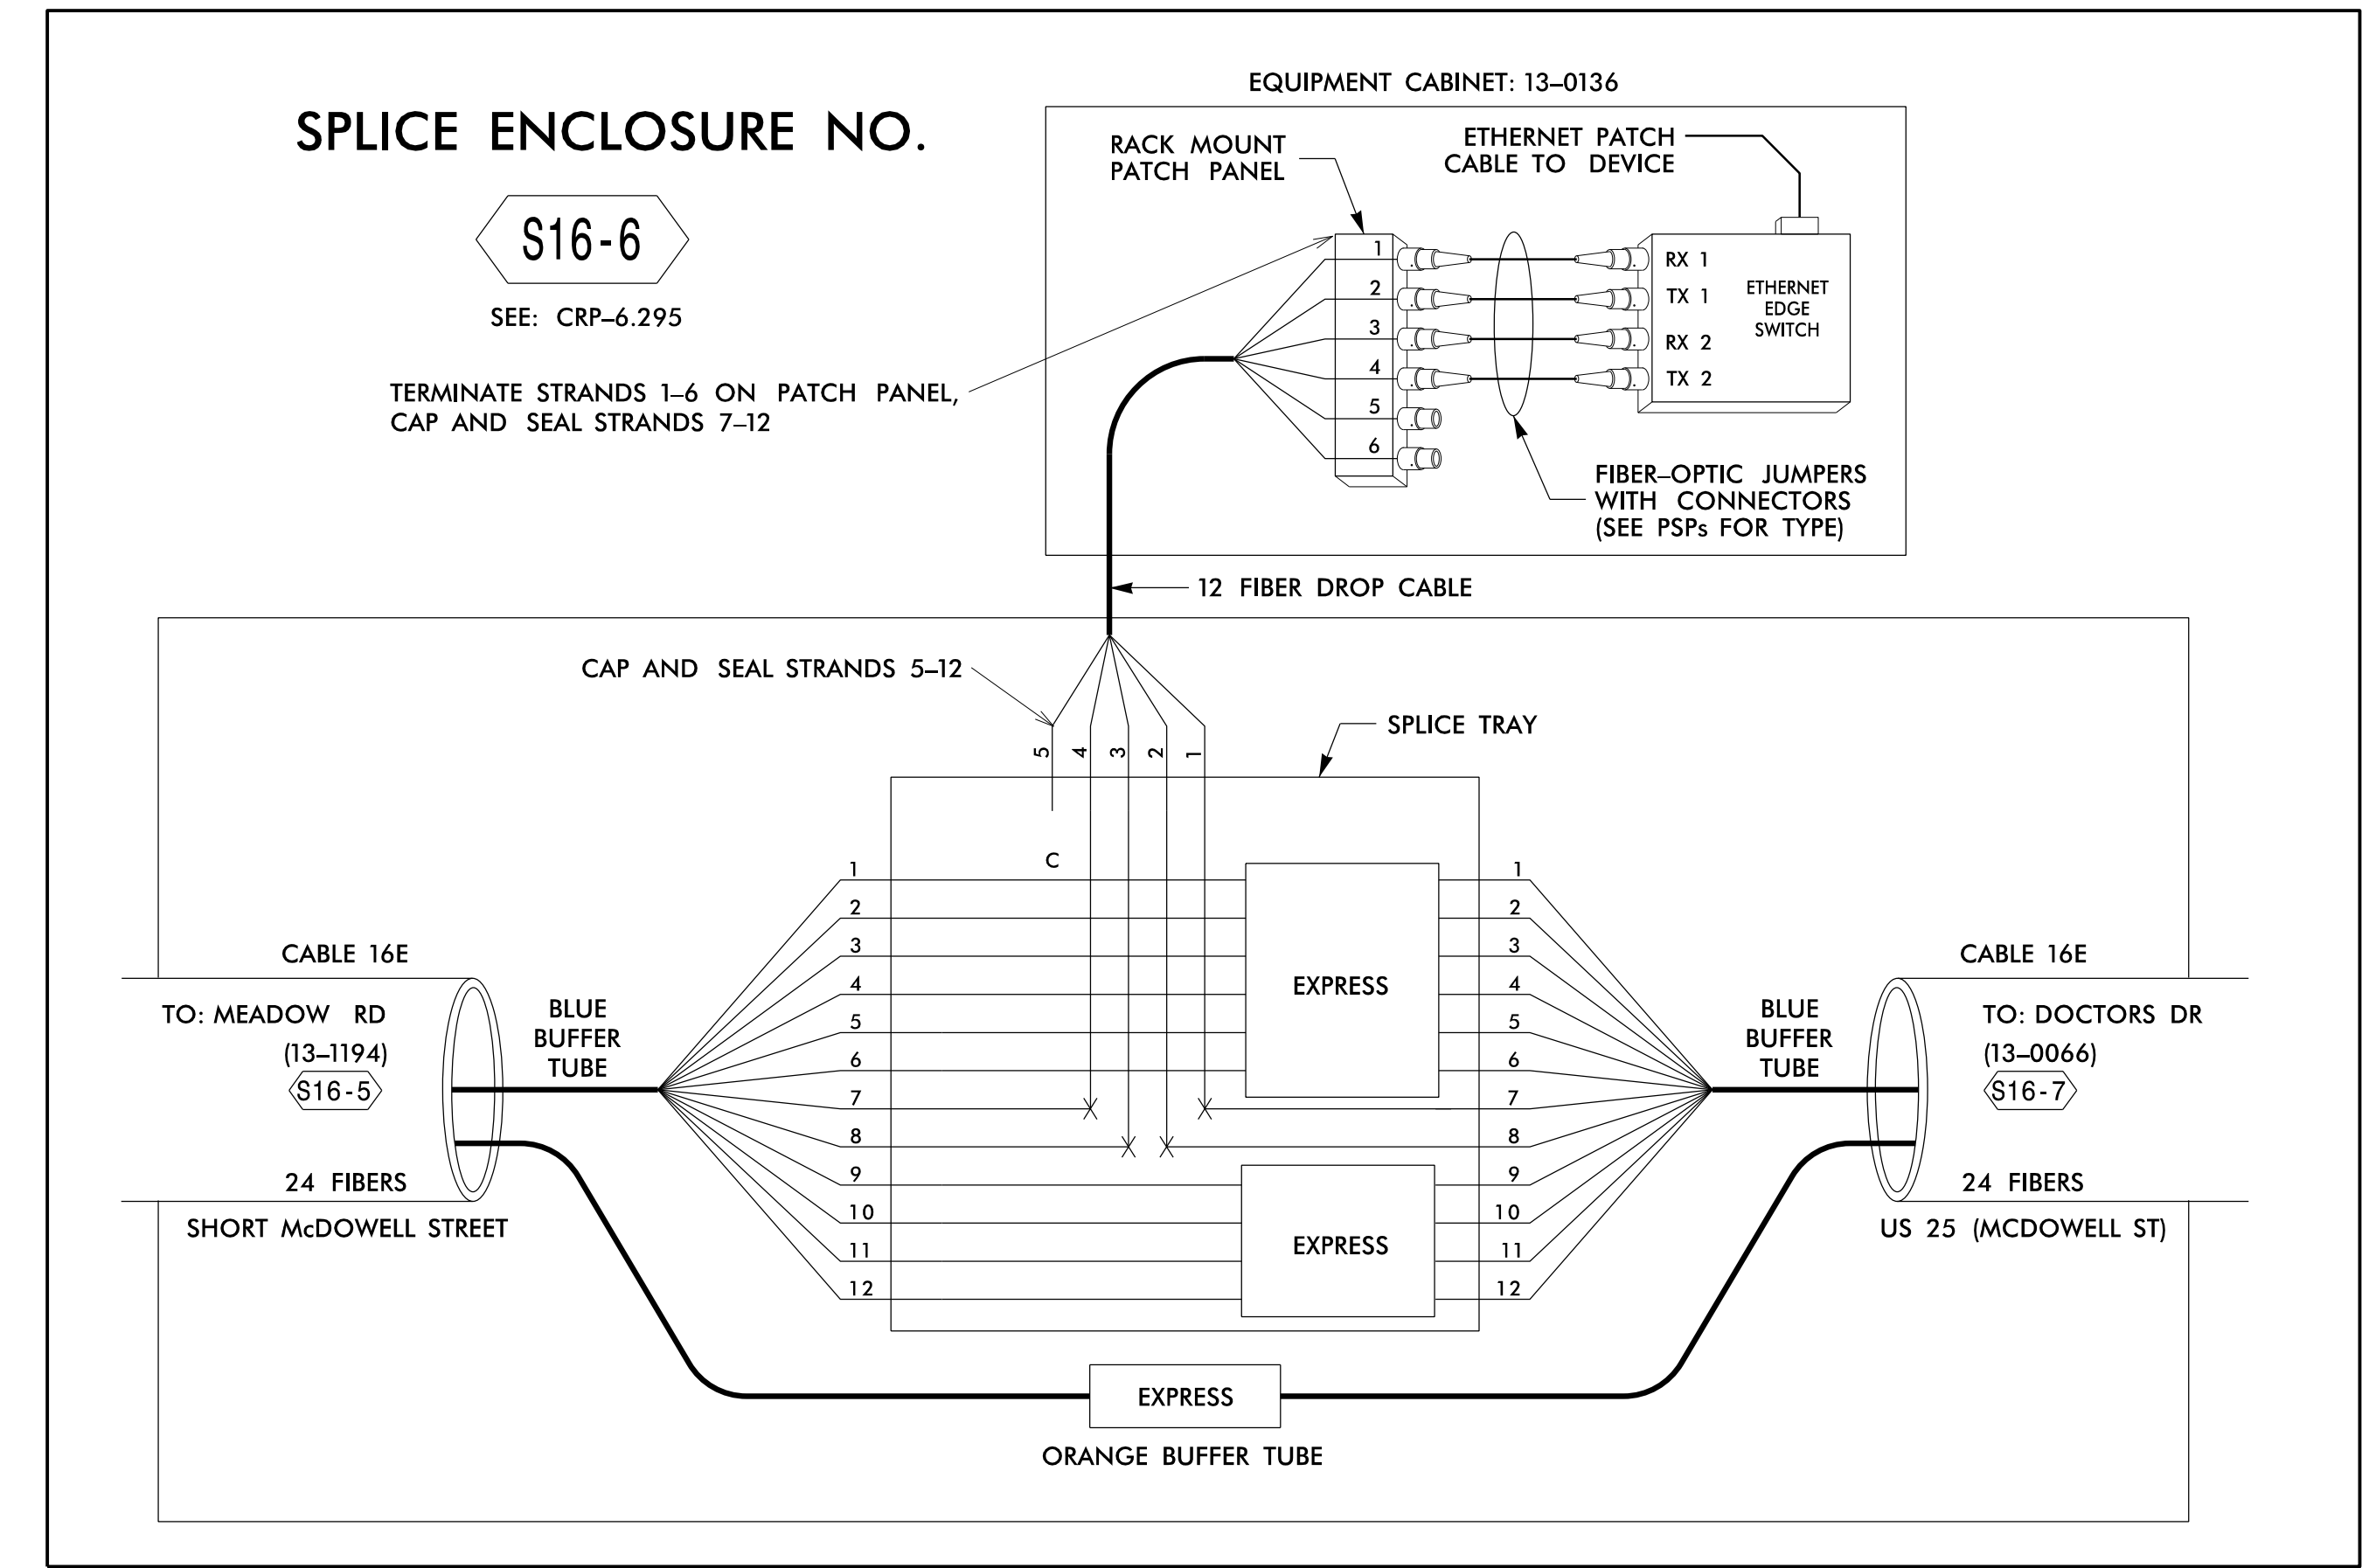 EQUIPMENT CABINET: 13–0136
SPLICE ENCLOSURE NO.
S16-6
SEE: CRP–6.295
TERMINATE STRANDS 1–6 ON PATCH PANEL,
CAP AND SEAL STRANDS 7–12
RACK MOUNT
PATCH PANEL
ETHERNET PATCH
CABLE TO DEVICE
1
2
3
4
5
6
RX 1
TX 1
RX 2
TX 2
ETHERNET
EDGE
SWITCH
FIBER–OPTIC JUMPERS
WITH CONNECTORS
(SEE PSPs FOR TYPE)
12 FIBER DROP CABLE
CAP AND SEAL STRANDS 5–12
5
4
3
2
1
SPLICE TRAY
C
CABLE 16E
TO: MEADOW RD
(13–1194)
S16-5
24 FIBERS
SHORT McDOWELL STREET
BLUE
BUFFER
TUBE
1
2
3
4
5
6
7
8
9
10
11
12
EXPRESS
EXPRESS
1
2
3
4
5
6
7
8
9
10
11
12
BLUE
BUFFER
TUBE
CABLE 16E
TO: DOCTORS DR
(13–0066)
S16-7
24 FIBERS
US 25 (MCDOWELL ST)
EXPRESS
ORANGE BUFFER TUBE